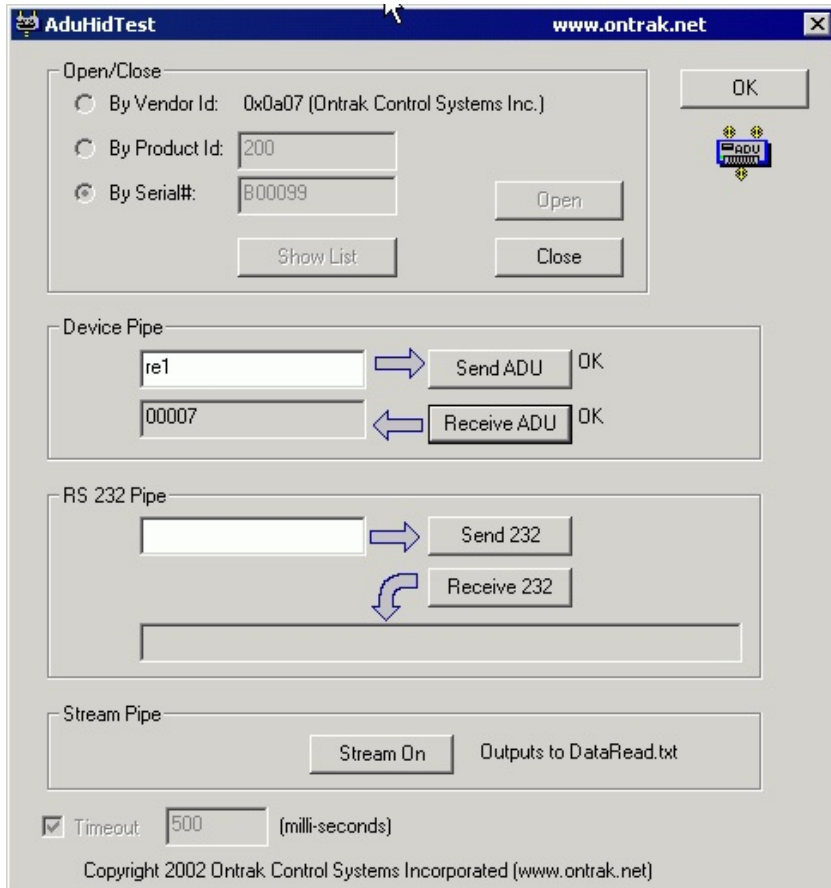 AduHidTest www.ontrak.net
Open/Close
By Vendor Id: 0x0a07 (Ontrak Control Systems Inc.)
OK
By Product Id: 200
ADU
By Serial#: B00099
Open
Show List
Close
Device Pipe
re1
Send ADU OK
00007
Receive ADU OK
RS 232 Pipe
Send 232
Receive 232
Stream Pipe
Stream On Outputs to DataRead.txt
Timeout 500 (milli-seconds)
Copyright 2002 Ontrak Control Systems Incorporated (www.ontrak.net)